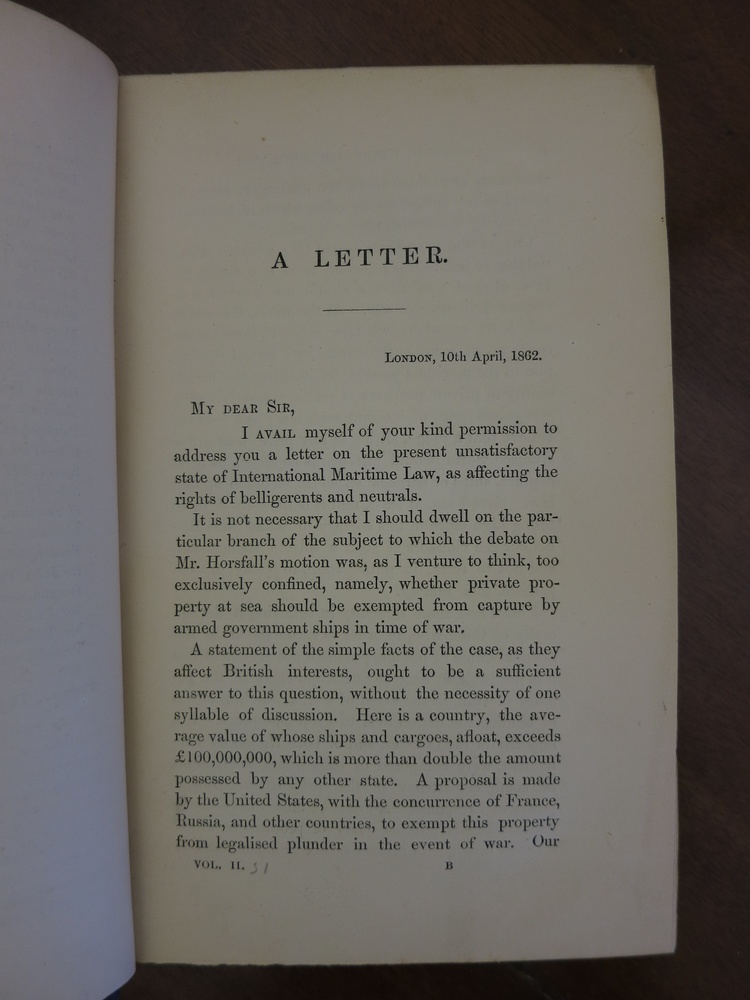 A LETTER.
London, 10th April, 1862.
My dear Sir,
I avail myself of your kind permission to
address you a letter on the present unsatisfactory
state of International Maritime Law, as affecting the
rights of belligerents and neutrals.
It is not necessary that I should dwell on the par-
ticular branch of the subject to which the debate on
Mr. Horsfall's motion was, as I venture to think, too
exclusively confined, namely, whether private pro-
perty at sea should be exempted from capture by
armed government ships in time of war.
A statement of the simple facts of the case, as they
affect British interests, ought to be a sufficient
answer to this question, without the necessity of one
syllable of discussion. Here is a country, the ave-
rage value of whose ships and cargoes, afloat, exceeds
£100,000,000, which is more than double the amount
possessed by any other state. A proposal is made
by the United States, with the concurrence of France,
Russia, and other countries, to exempt this property
from legalised plunder in the event of war. Our
VOL. II. 31 B